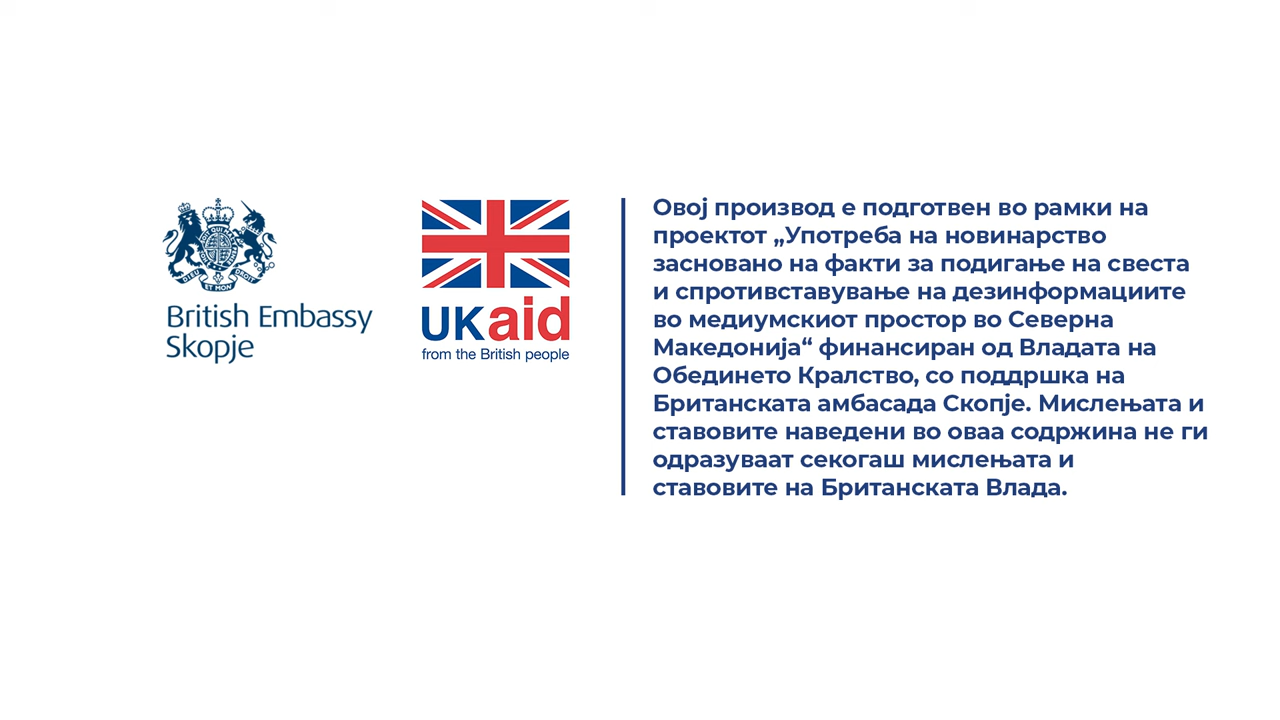 British Embassy
Skopje
UKaid
from the British people
Овој производ е подготвен во рамки на
проектот „Употреба на новинарство
засновано на факти за подигање на свеста
и спротивставување на дезинформациите
во медиумскиот простор во Северна
Македонија“ финансиран од Владата на
Обединето Кралство, со поддршка на
Британската амбасада Скопје. Мислењата и
ставовите наведени во оваа содржина не ги
одразуваат секогаш мислењата и
ставовите на Британската Влада.